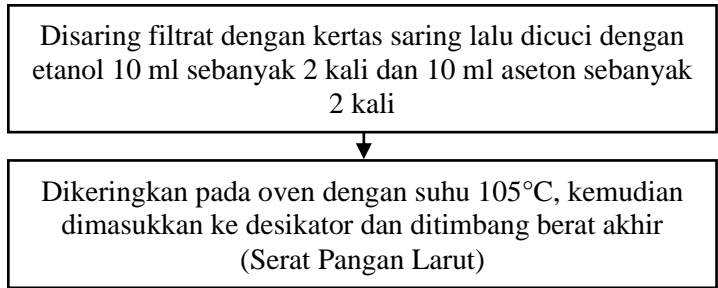 Disaring filtrat dengan kertas saring lalu dicuci dengan
etanol 10 ml sebanyak 2 kali dan 10 ml aseton sebanyak
2 kali
Dikeringkan pada oven dengan suhu 105°C, kemudian
dimasukkan ke desikator dan ditimbang berat akhir
(Serat Pangan Larut)